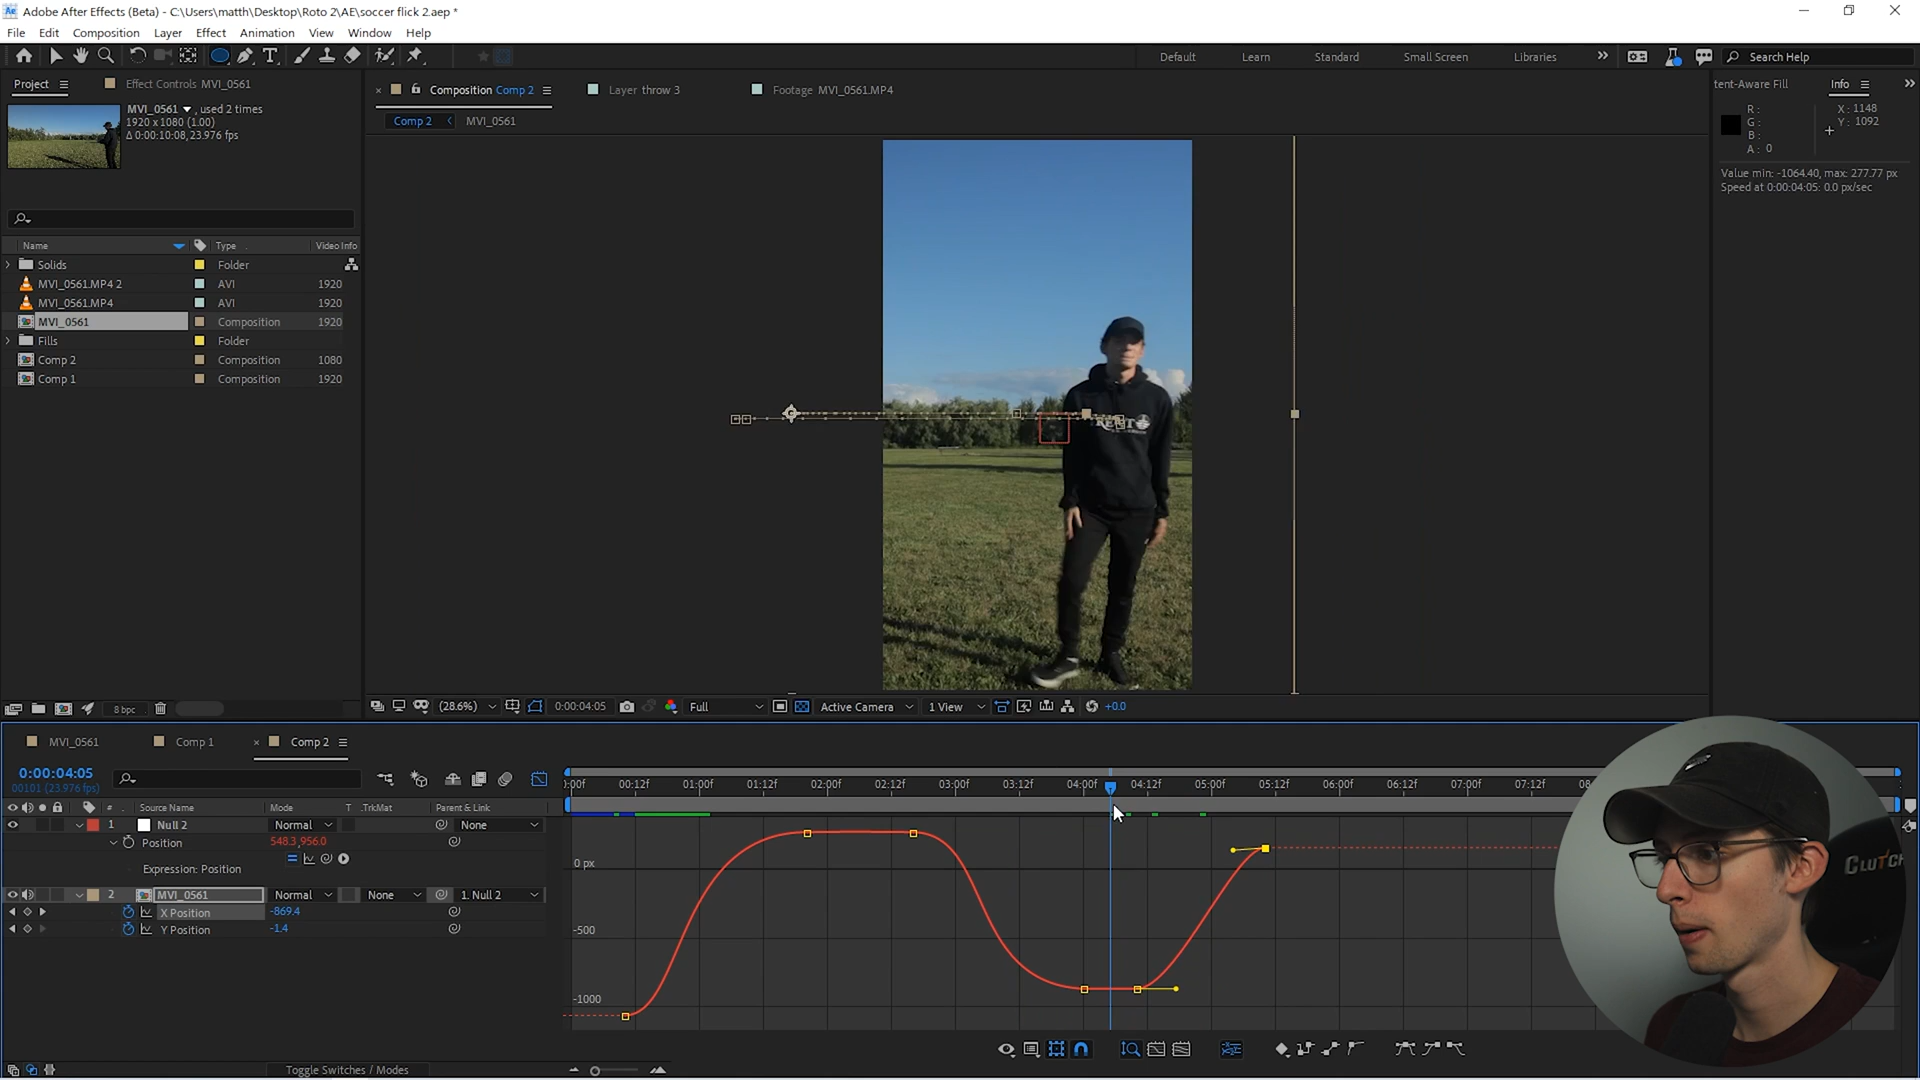 Adobe After Effects (Beta) - C:\Users\matth\Desktop\Roto 2\AE\soccer flick 2.aep *
File Edit Composition Layer Effect Animation View Window Help
Default Learn Standard Small Screen Libraries Search Help
Project Effect Controls MVI_0561
MVI_0561 , used 2 times
1920 x 1080 (1.00)
Δ 0:00:10:08, 23.976 fps
Composition Comp 2 Layer throw 3 Footage MVI_0561.MP4
Comp 2 MVI_0561
tent-Aware Fill Info
R :
G :
B :
A : 0
X : 1148
Y : 1092
Value min: -1064.40, max: 277.77 px
Speed at 0:00:04:05: 0.0 px/sec
Name Type Video Info
Solids Folder
MVI_0561.MP4 2 AVI 1920
MVI_0561.MP4 AVI 1920
MVI_0561 Composition 1920
Fills Folder
Comp 2 Composition 1080
Comp 1 Composition 1920
8 bpc
(28.6%) 0:00:04:05 Full Active Camera 1 View +0.0
MVI_0561 Comp 1 Comp 2
0:00:04:05
00101 (23.976 fps)
:00f 00:12f 01:00f 01:12f 02:00f 02:12f 03:00f 03:12f 04:00f 04:12f 05:00f 05:12f 06:00f 06:12f 07:00f 07:12f
# Source Name Mode T .TrkMat Parent & Link
1 Null 2 Normal None
Position 548.3,956.0
Expression: Position
2 MVI_0561 Normal None 1. Null 2
X Position -869.4
Y Position -1.4
0 px
-500
-1000
Toggle Switches / Modes